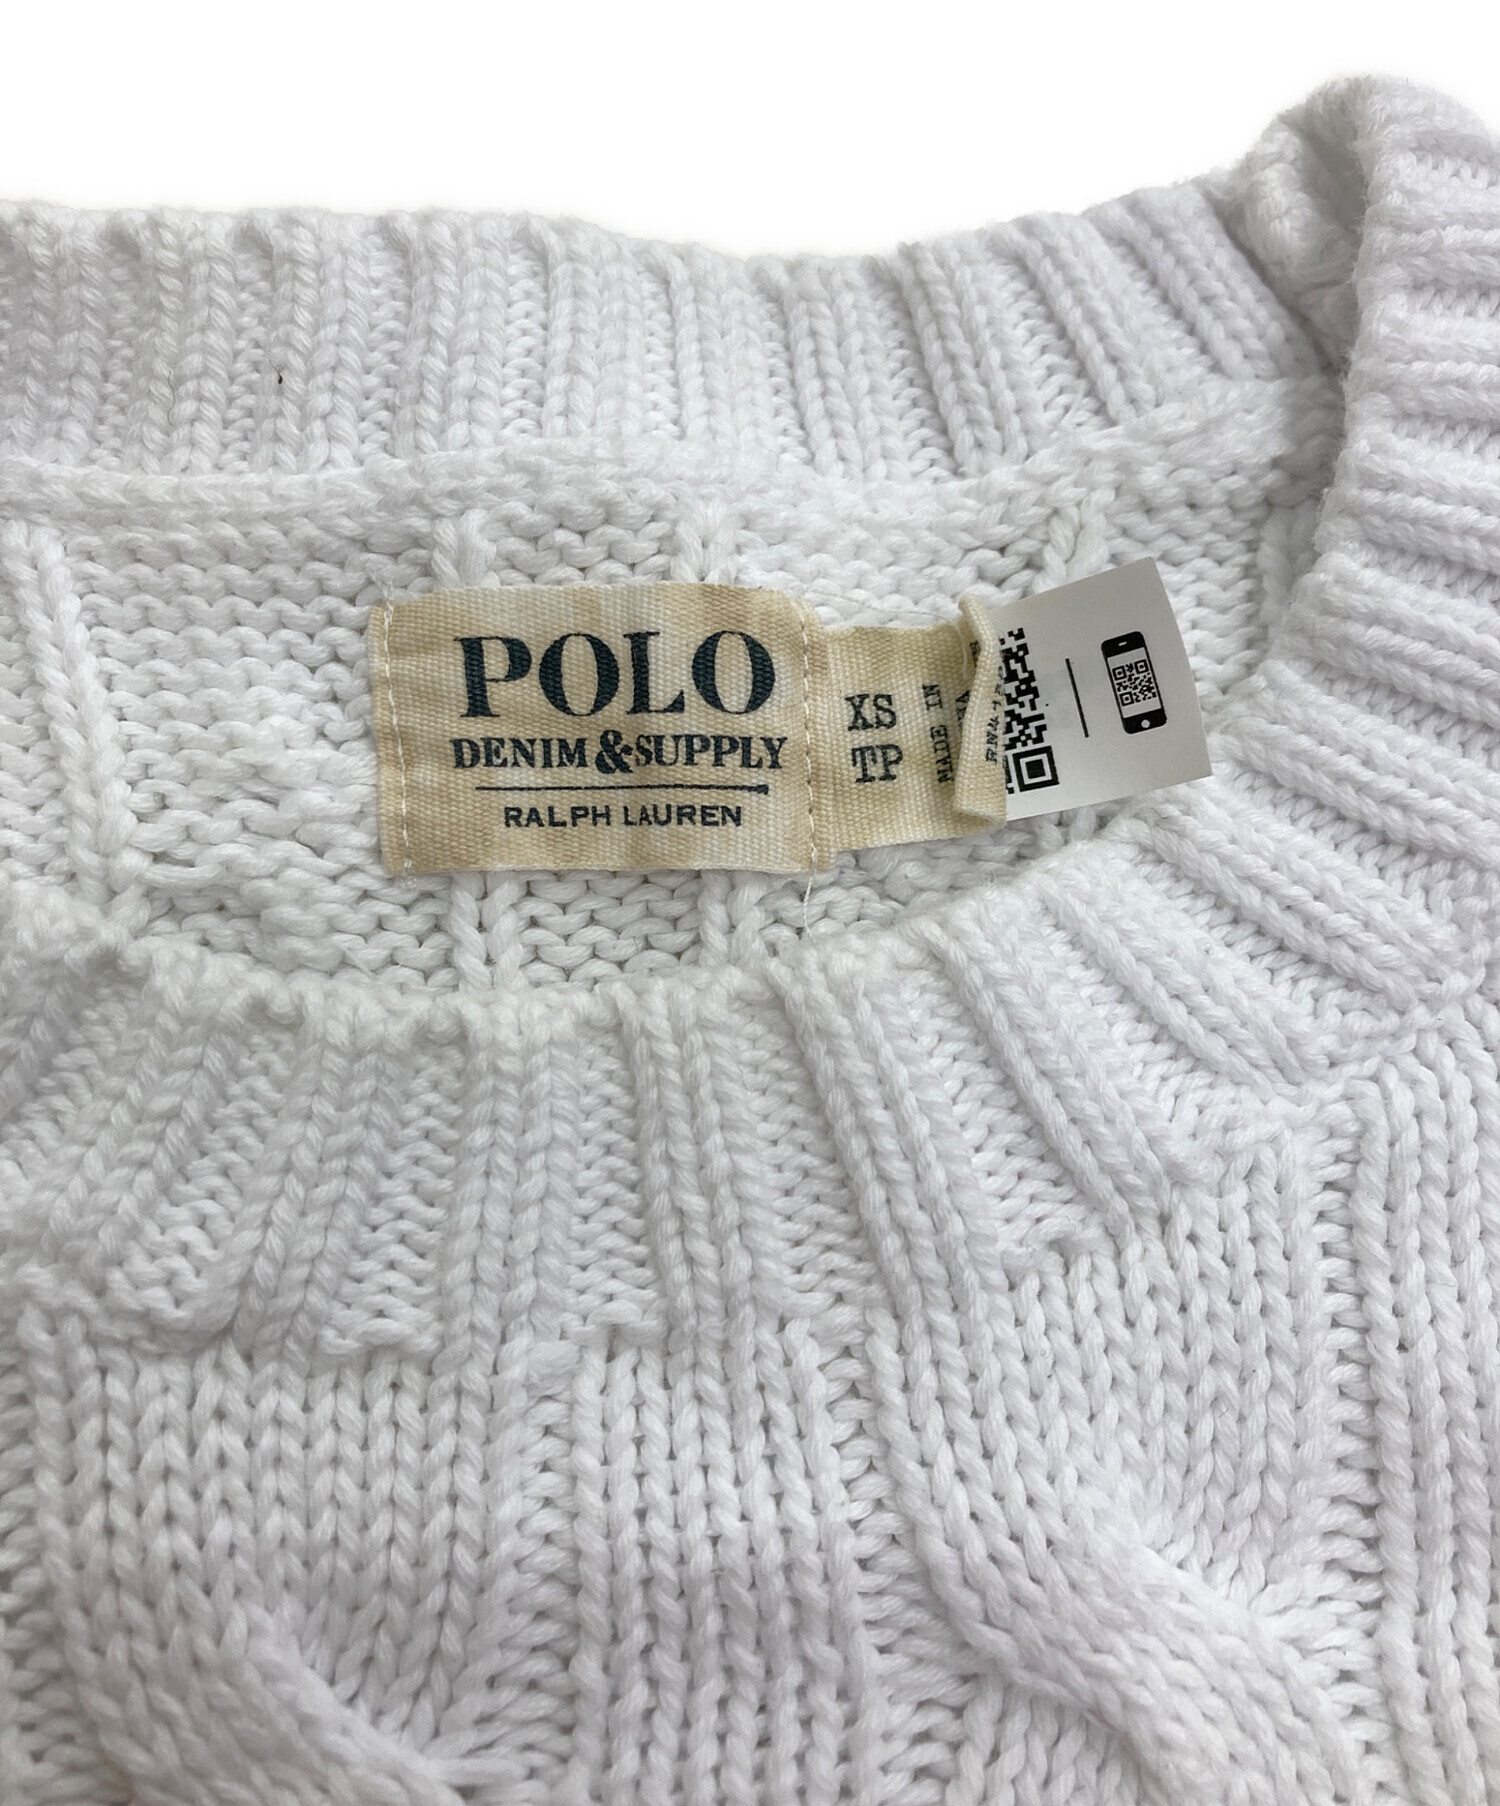 POLO
DENIM & SUPPLY
RALPH LAUREN
XS
TP
MADE IN